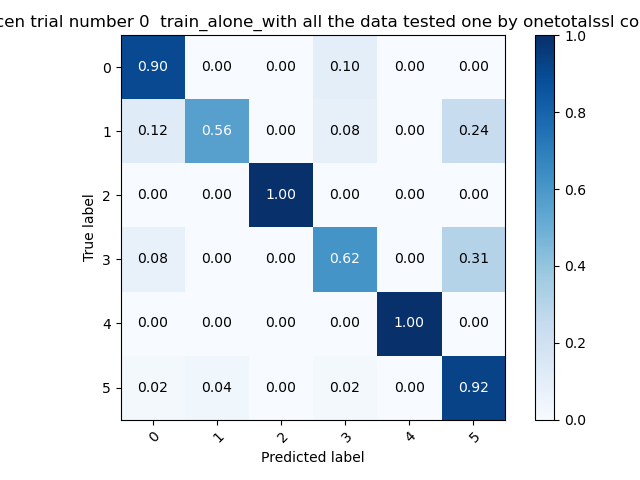 cen trial number 0 train_alone_with all the data tested one by onetotalssl co
1.0
0 0.90 0.00 0.00 0.10 0.00 0.00
0.8
1 0.12 0.56 0.00 0.08 0.00 0.24
2 0.00 0.00 1.00 0.00 0.00 0.00
0.6
True label
3 0.08 0.00 0.00 0.62 0.00 0.31
0.4
4 0.00 0.00 0.00 0.00 1.00 0.00
0.2
5 0.02 0.04 0.00 0.02 0.00 0.92
0.0
0 1 2 3 4 5
Predicted label